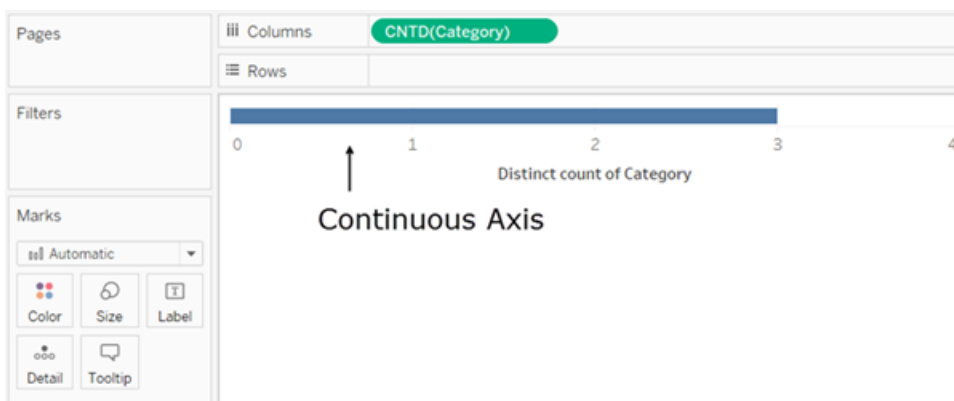 Pages
Columns
CNTD(Category)
Rows
Filters
0 1 2 3 4
Distinct count of Category
Continuous Axis
Marks
Automatic
Color Size Label
T
Detail Tooltip